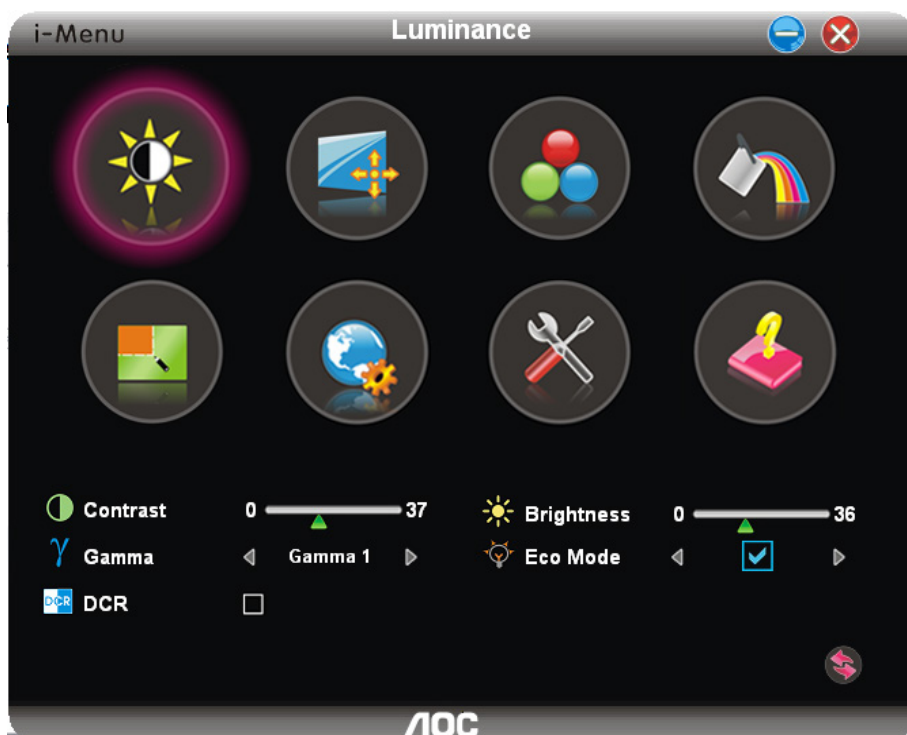 i-Menu
Luminance
Contrast 0 37
Brightness 0 36
Gamma Gamma 1
Eco Mode
DCR DCR
AOC